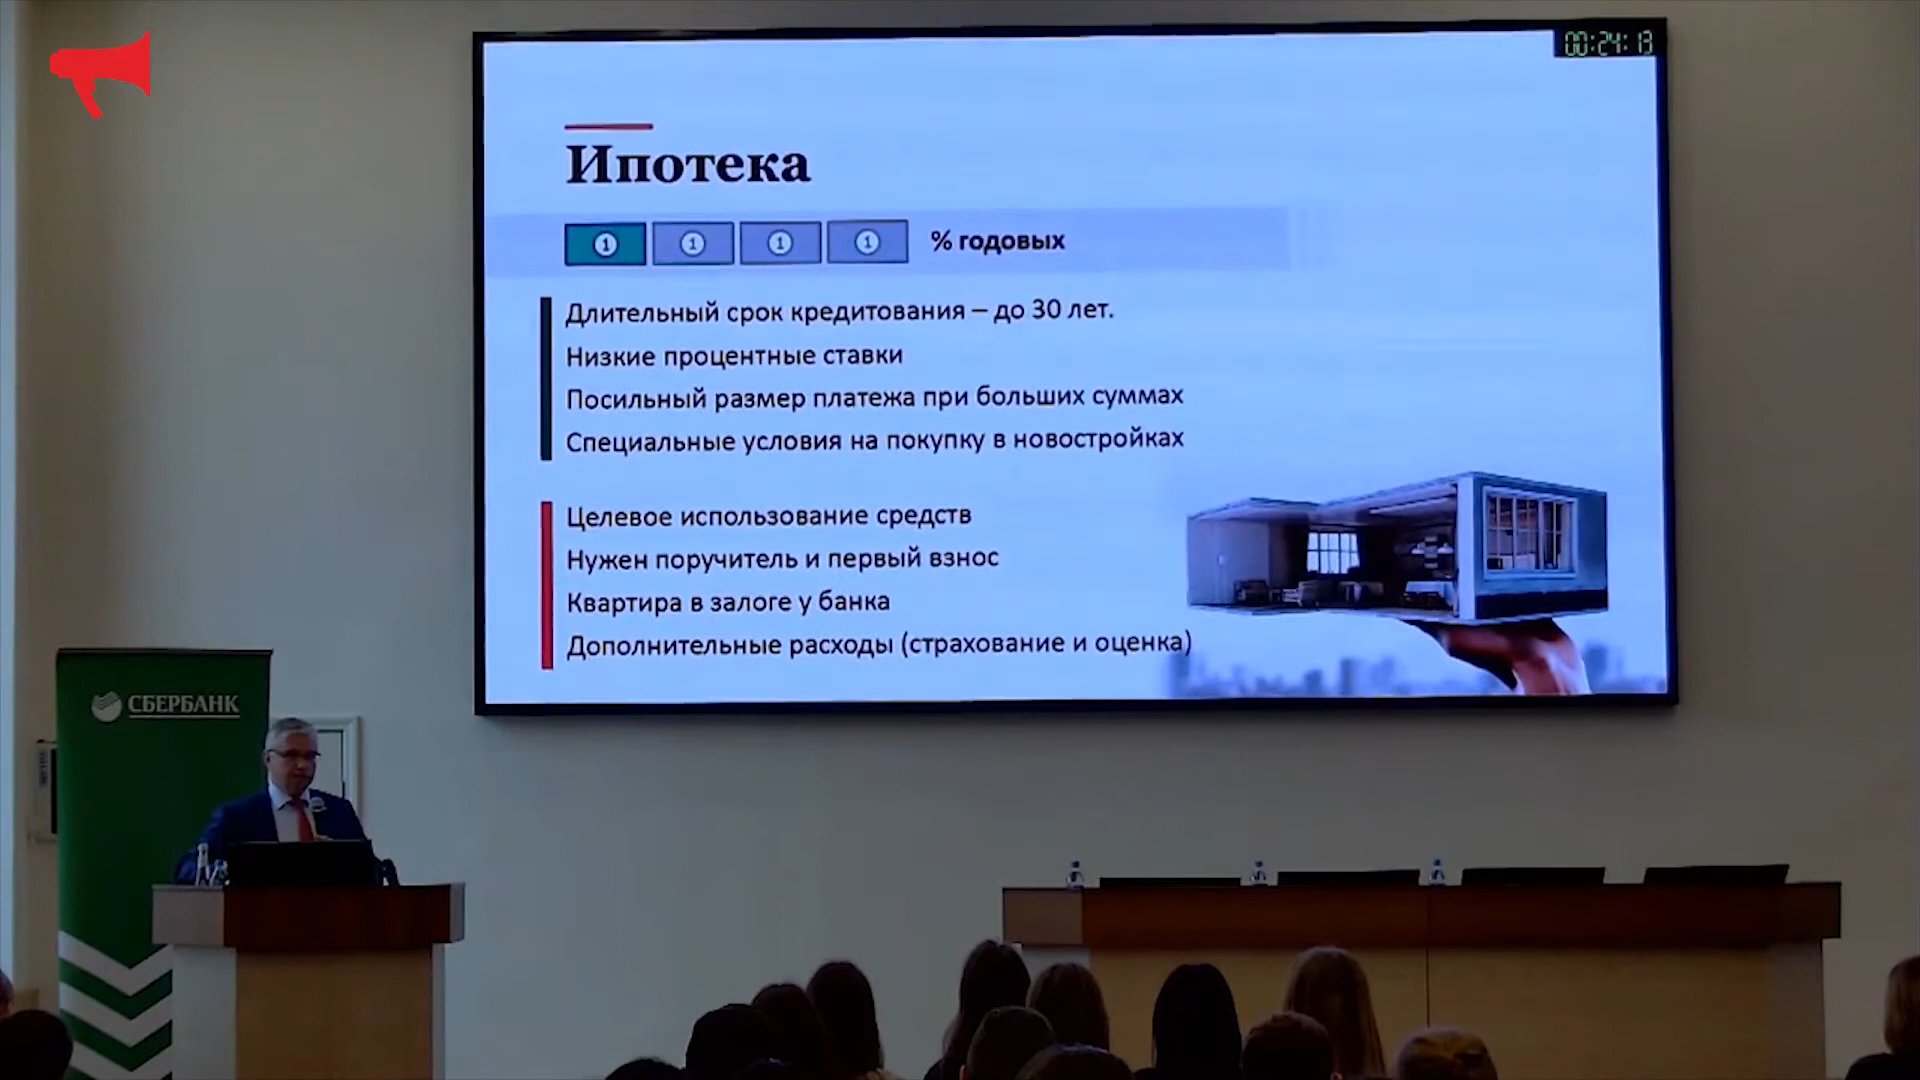 00:24:13
Ипотека
1 1 1 1 % годовых
Длительный срок кредитования – до 30 лет.
Низкие процентные ставки
Посильный размер платежа при больших суммах
Специальные условия на покупку в новостройках
Целевое использование средств
Нужен поручитель и первый взнос
Квартира в залоге у банка
Дополнительные расходы (страхование и оценка)
СБЕРБАНК